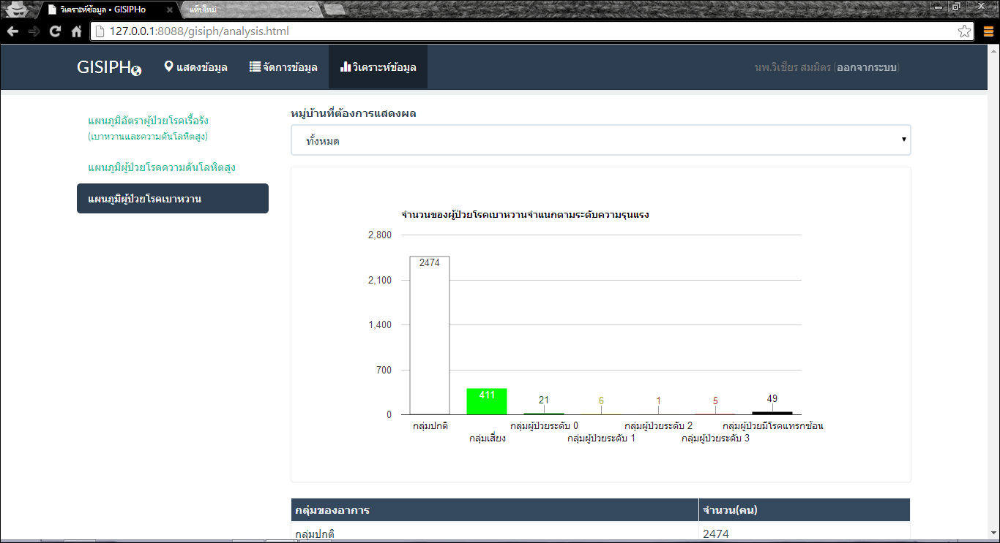 วิเคราะห์ข้อมูล • GISIPHo
แท็บใหม่
127.0.0.1:8088/gisiph/analysis.html
GISIPH
แสดงข้อมูล
จัดการข้อมูล
วิเคราะห์ข้อมูล
นพ.วิเชียร สมมิตร (ออกจากระบบ)
แผนภูมิอัตราผู้ป่วยโรคเรื้อรัง
(เบาหวานและความดันโลหิตสูง)
แผนภูมิผู้ป่วยโรคความดันโลหิตสูง
แผนภูมิผู้ป่วยโรคเบาหวาน
หมู่บ้านที่ต้องการแสดงผล
ทั้งหมด
จำนวนของผู้ป่วยโรคเบาหวานจำแนกตามระดับความรุนแรง
2,800
2,100
1,400
700
0
2474
411
21
6
1
5
49
กลุ่มปกติ
กลุ่มเสี่ยง
กลุ่มผู้ป่วยระดับ 0
กลุ่มผู้ป่วยระดับ 1
กลุ่มผู้ป่วยระดับ 2
กลุ่มผู้ป่วยระดับ 3
กลุ่มผู้ป่วยมีโรคแทรกซ้อน
กลุ่มของอาการ จำนวน(คน)
กลุ่มปกติ 2474